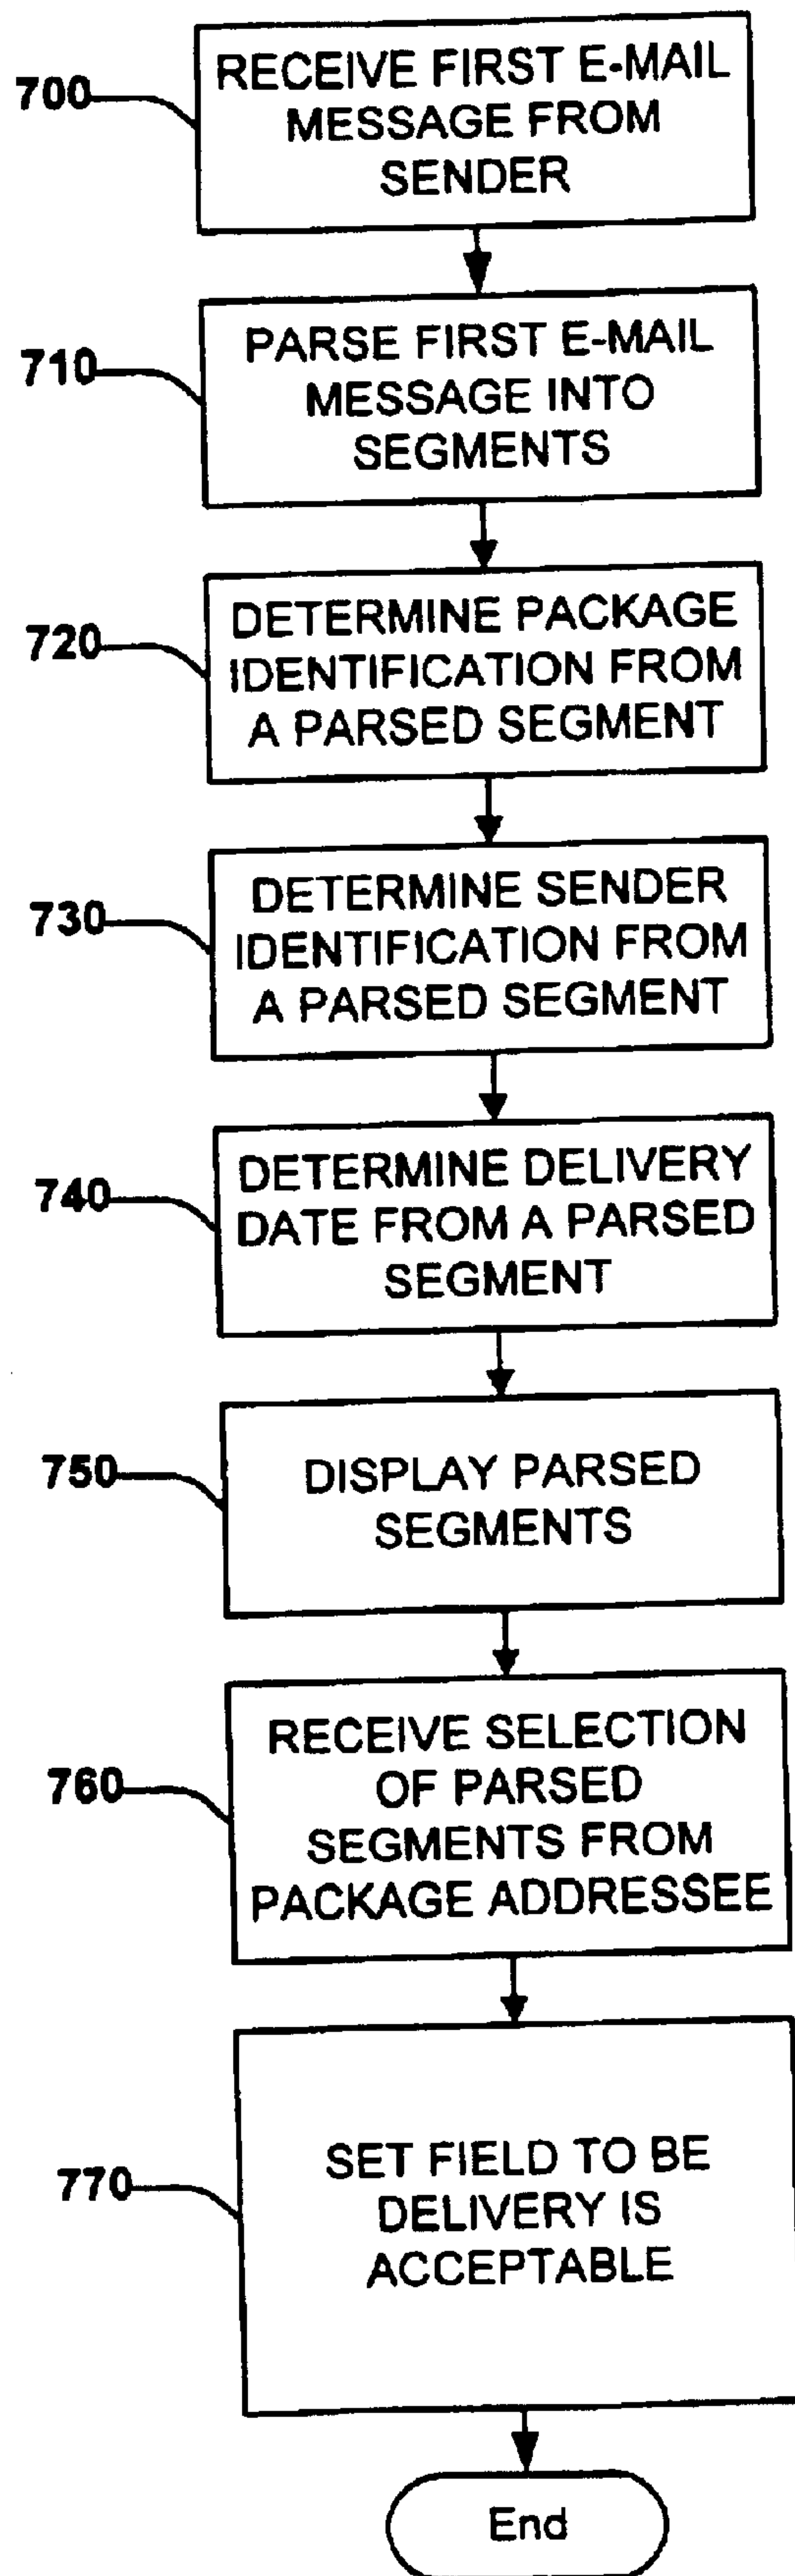 700
RECEIVE FIRST E-MAIL
MESSAGE FROM
SENDER
710
PARSE FIRST E-MAIL
MESSAGE INTO
SEGMENTS
720
DETERMINE PACKAGE
IDENTIFICATION FROM
A PARSED SEGMENT
730
DETERMINE SENDER
IDENTIFICATION FROM
A PARSED SEGMENT
740
DETERMINE DELIVERY
DATE FROM A PARSED
SEGMENT
750
DISPLAY PARSED
SEGMENTS
760
RECEIVE SELECTION
OF PARSED
SEGMENTS FROM
PACKAGE ADDRESSEE
770
SET FIELD TO BE
DELIVERY IS
ACCEPTABLE
End